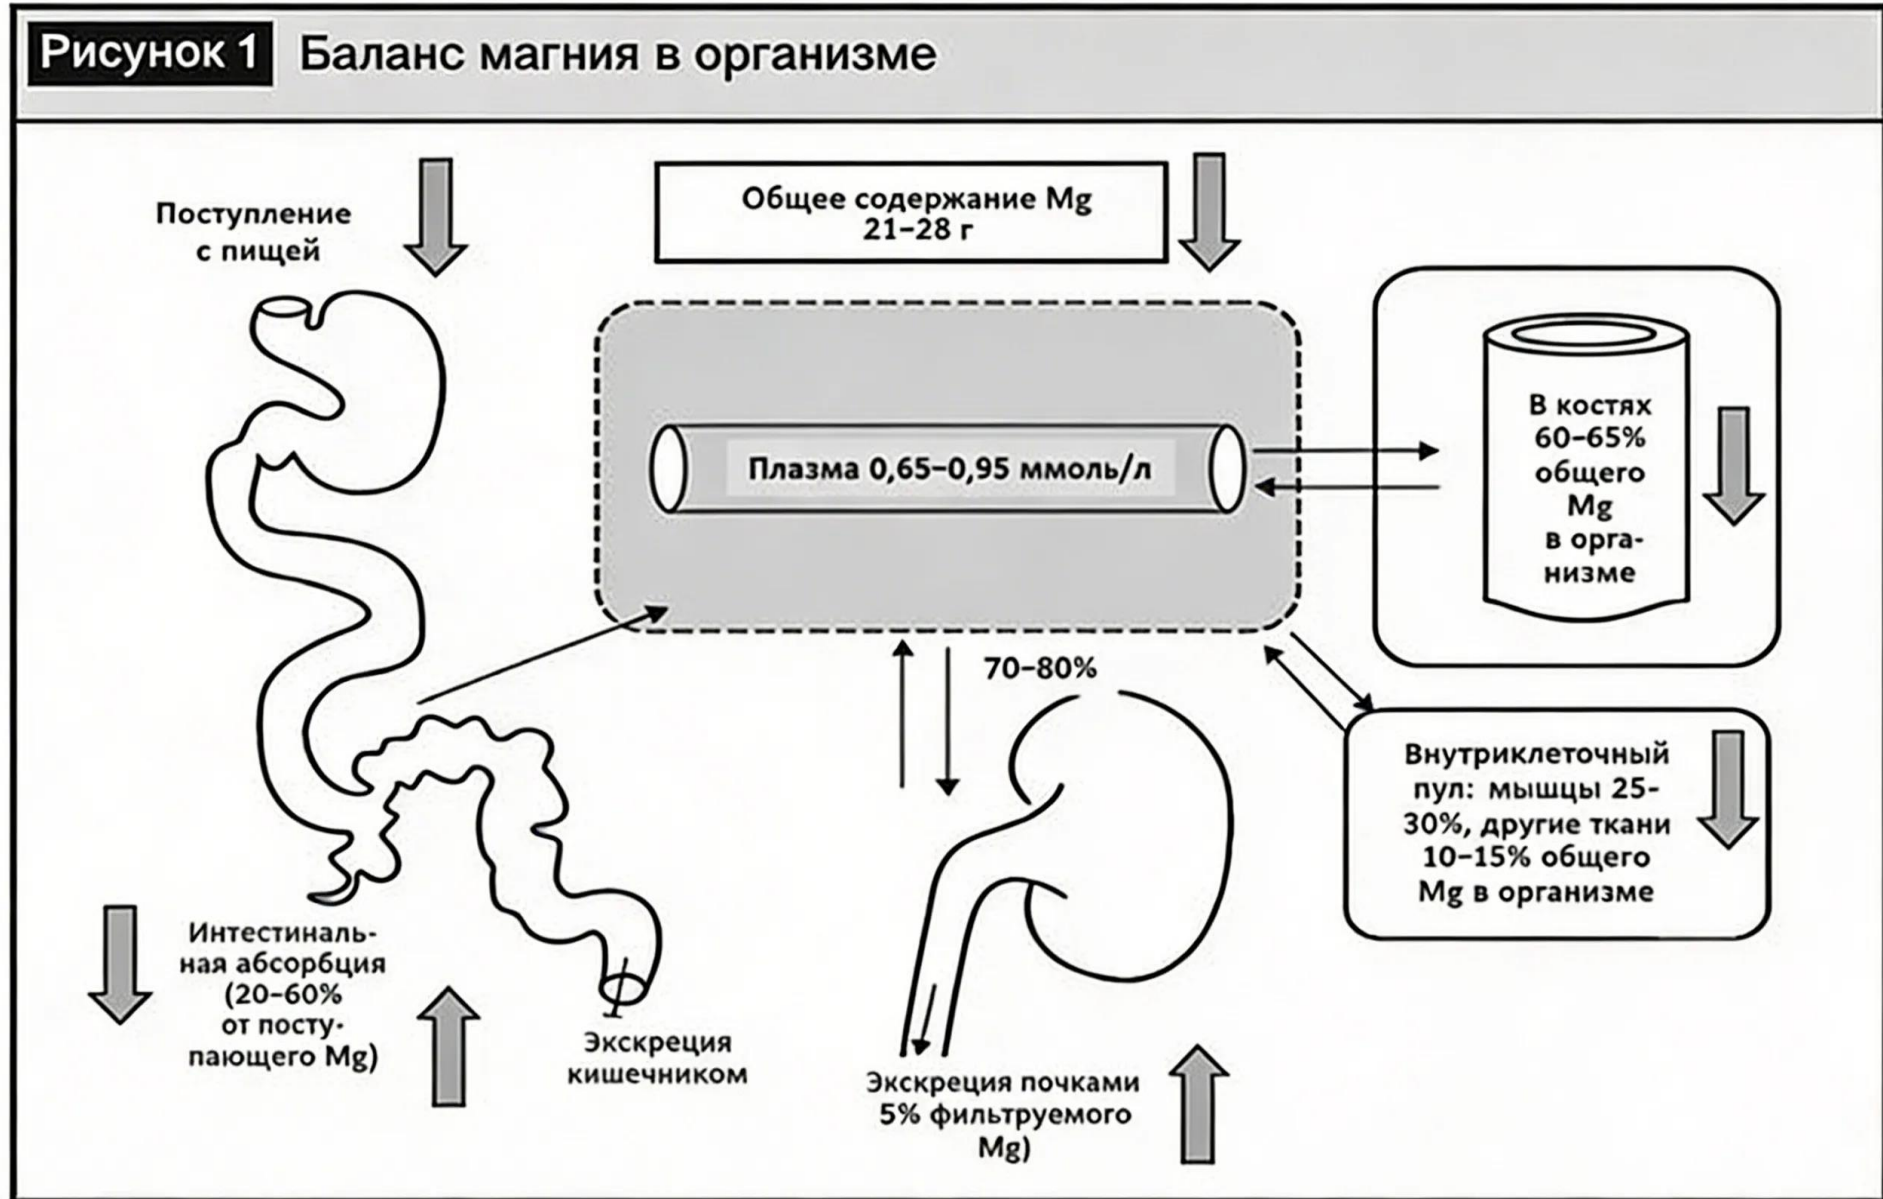 Рисунок 1 Баланс магния в организме
Поступление
с пищей
Общее содержание Mg
21–28 г
Плазма 0,65–0,95 ммоль/л
В костях
60–65%
общего
Mg
в орга-
низме
70–80%
Внутриклеточный
пул: мышцы 25-
30%, другие ткани
10–15% общего
Mg в организме
Интестиналь-
ная абсорбция
(20–60%
от посту-
пающего Mg)
Экскреция
кишечником
Экскреция почками
5% фильтруемого
Mg)